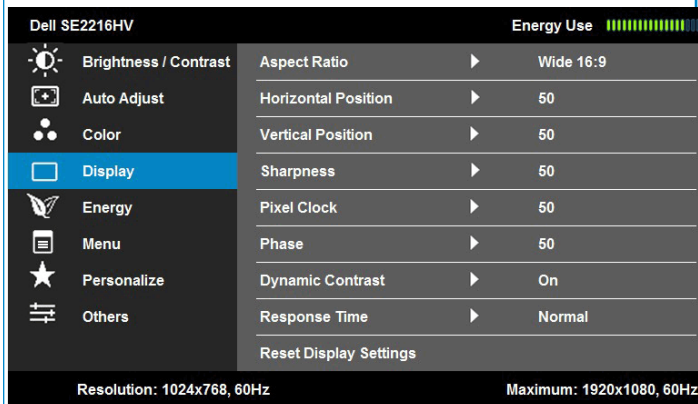 Dell SE2216HV Energy Use
Brightness / Contrast Aspect Ratio Wide 16:9
Auto Adjust Horizontal Position 50
Color Vertical Position 50
Display Sharpness 50
Energy Pixel Clock 50
Menu Phase 50
Personalize Dynamic Contrast On
Others Response Time Normal
Reset Display Settings
Resolution: 1024x768, 60Hz Maximum: 1920x1080, 60Hz